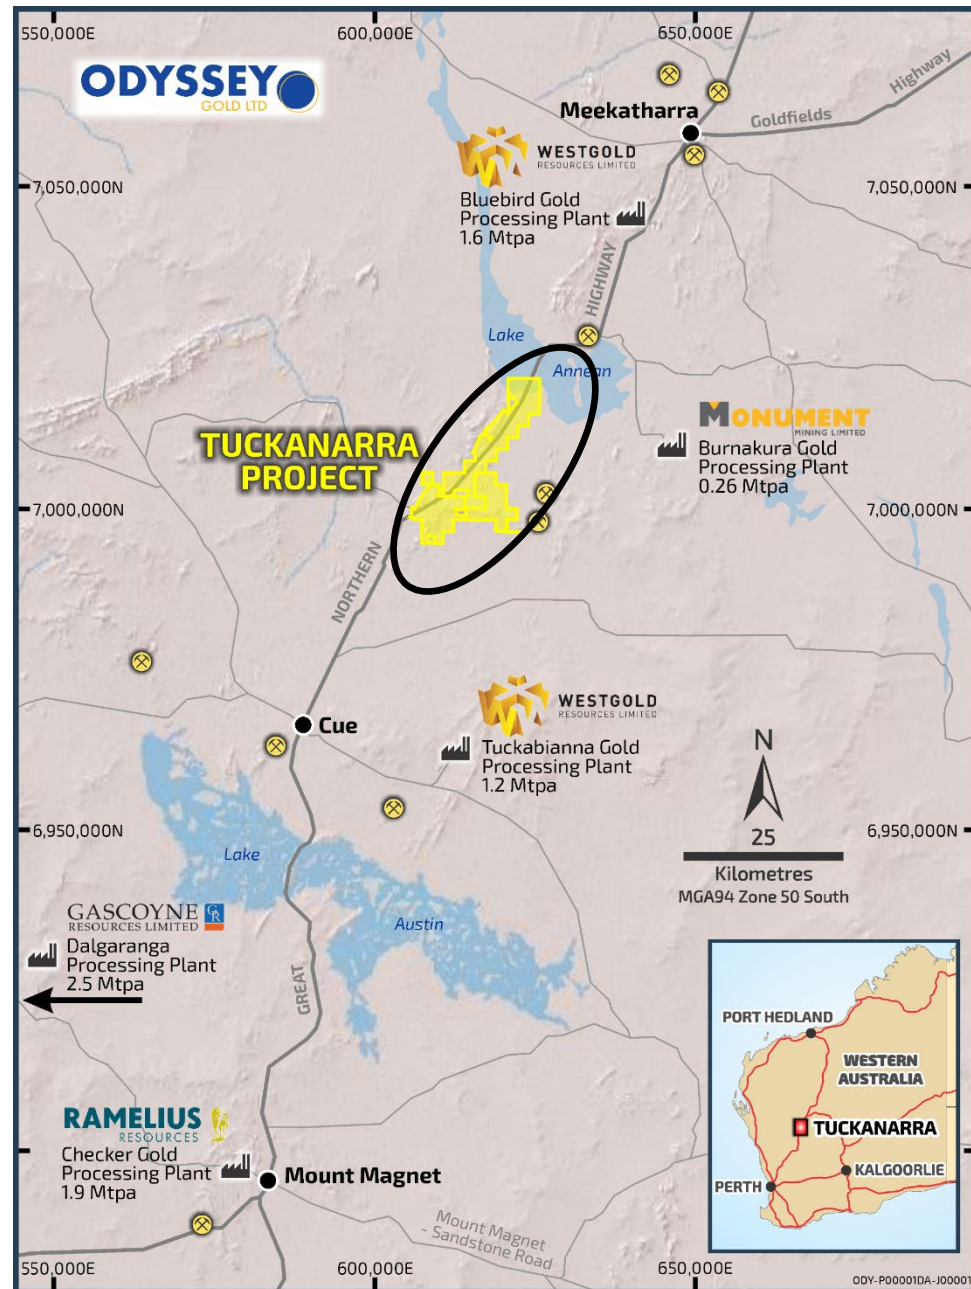 550,000E
600,000E
650,000E
ODYSSEY
GOLD LTD
Goldfields
Highway
Meekatharra
WESTGOLD
RESOURCES LIMITED
7,050,000N
7,050,000N
Bluebird Gold
Processing Plant
1.6 Mtpa
HIGHWAY
Lake
Annean
MONUMENT
MINING LIMITED
TUCKANARRA
PROJECT
Burnakura Gold
Processing Plant
0.26 Mtpa
7,000,000N
7,000,000N
NORTHERN
WESTGOLD
RESOURCES LIMITED
Cue
Tuckabianna Gold
Processing Plant
1.2 Mtpa
N
25
Kilometres
MGA94 Zone 50 South
6,950,000N
6,950,000N
Lake
Austin
GASCOYNE
RESOURCES LIMITED
GR
Dalgaranga
Processing Plant
2.5 Mtpa
GREAT
PORT HEDLAND
WESTERN
AUSTRALIA
TUCKANARRA
KALGOORLIE
PERTH
RAMELIUS
RESOURCES
Checker Gold
Processing Plant
1.9 Mtpa
Mount Magnet
Mount Magnet
- Sandstone Road
550,000E
600,000E
650,000E
ODY-P00001DA-J00001